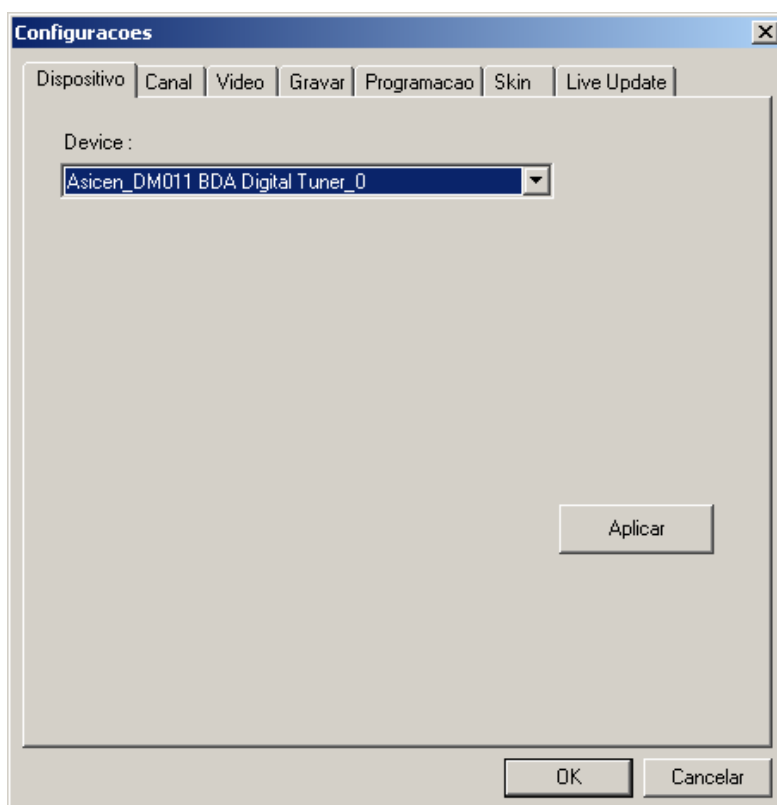 Configuracoes
Dispositivo Canal Video Gravar Programacao Skin Live Update
Device :
Asicen_DM011 BDA Digital Tuner_0
Aplicar
OK Cancelar